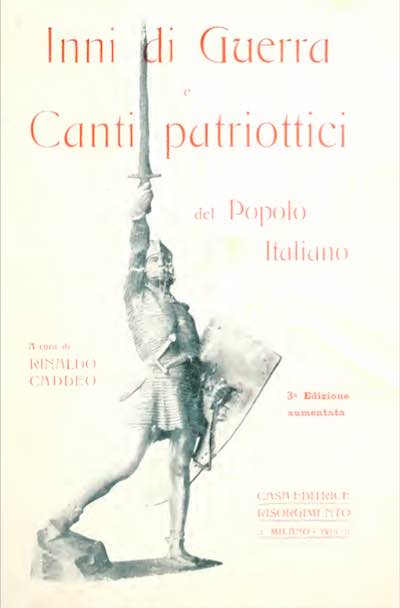 Inni di Guerra
e
Canti patriottici
del Popolo
Italiano
A cura di
RINALDO
CADDEO
3ª Edizione
aumentata
CASA EDITRICE
RISORGIMENTO
MILANO - 1915